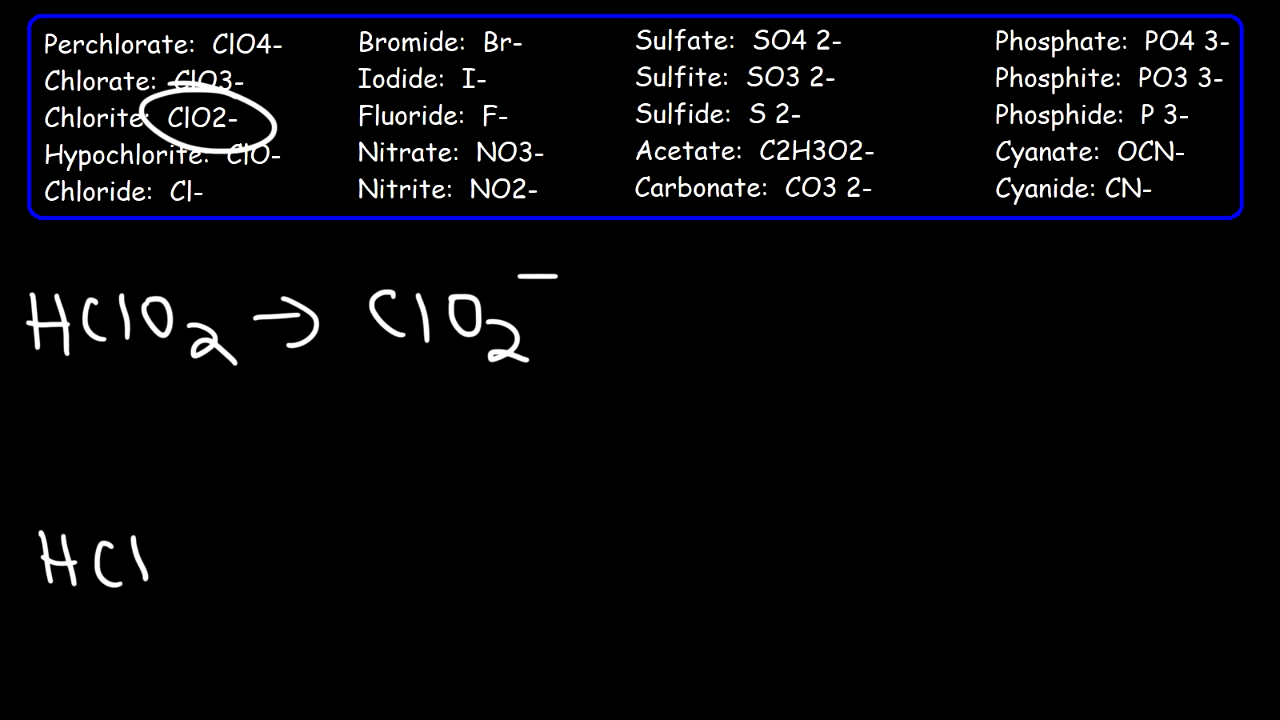 Perchlorate: ClO4-
Chlorate: ClO3-
Chlorite: ClO2-
Hypochlorite: ClO-
Chloride: Cl-
Bromide: Br-
Iodide: I-
Fluoride: F-
Nitrate: NO3-
Nitrite: NO2-
Sulfate: SO4 2-
Sulfite: SO3 2-
Sulfide: S 2-
Acetate: C2H3O2-
Carbonate: CO3 2-
Phosphate: PO4 3-
Phosphite: PO3 3-
Phosphide: P 3-
Cyanate: OCN-
Cyanide: CN-
HClO₂ → ClO₂⁻
HCl